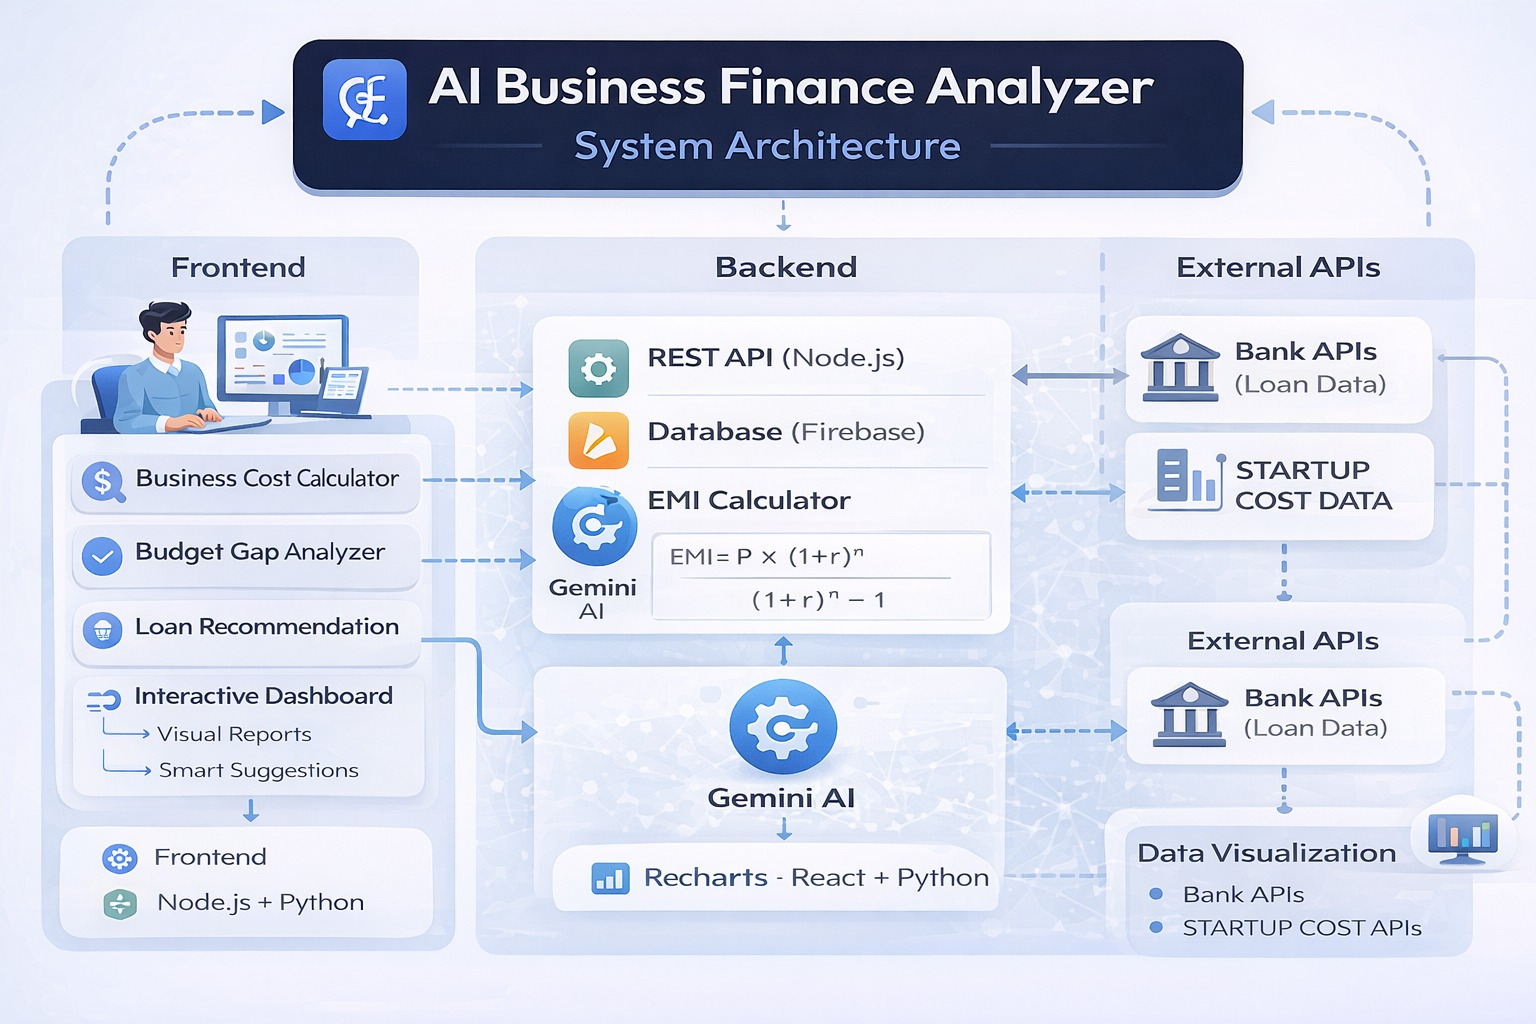 AI Business Finance Analyzer
System Architecture
Frontend
Business Cost Calculator
Budget Gap Analyzer
Loan Recommendation
Interactive Dashboard
Visual Reports
Smart Suggestions
Frontend
Node.js + Python
Backend
REST API (Node.js)
Database (Firebase)
EMI Calculator
Gemini
AI
EMI= P × (1+r)ⁿ
(1+r)ⁿ − 1
Gemini AI
Recharts - React + Python
External APIs
Bank APIs
(Loan Data)
STARTUP
COST DATA
External APIs
Bank APIs
(Loan Data)
Data Visualization
Bank APIs
STARTUP COST APIs